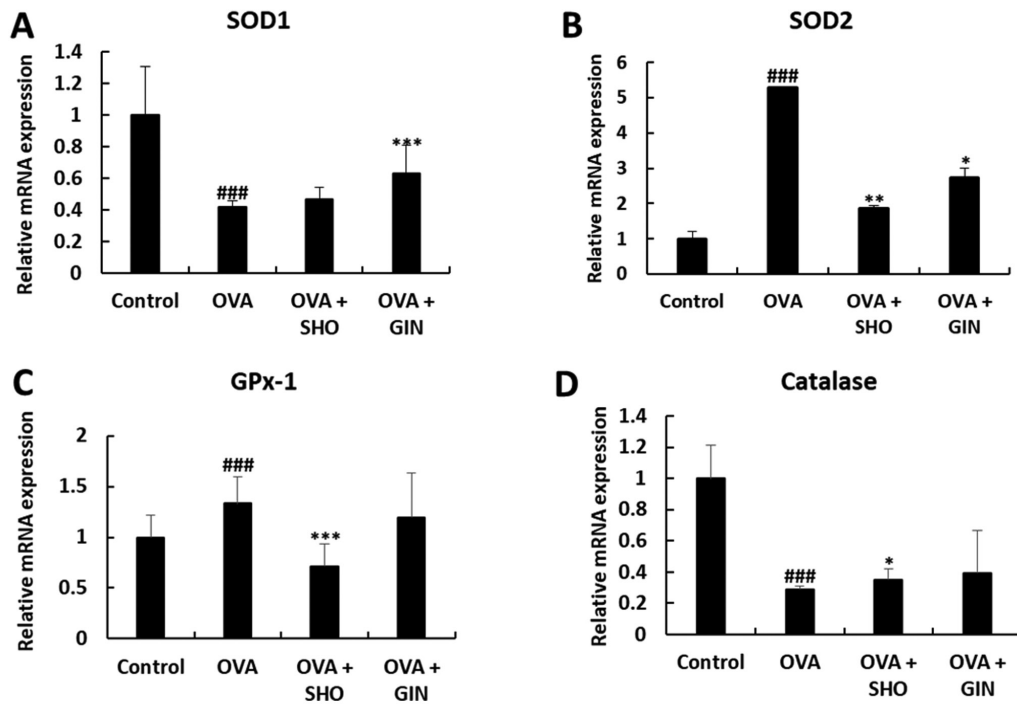 A
SOD1
Relative mRNA expression
1.4
1.2
1
0.8
0.6
0.4
0.2
0
###
***
Control
OVA
OVA +
SHO
OVA +
GIN
B
SOD2
Relative mRNA expression
6
5
4
3
2
1
0
###
**
*
Control
OVA
OVA +
SHO
OVA +
GIN
C
GPx-1
Relative mRNA expression
2
1.5
1
0.5
0
###
***
Control
OVA
OVA +
SHO
OVA +
GIN
D
Catalase
Relative mRNA expression
1.4
1.2
1
0.8
0.6
0.4
0.2
0
###
*
Control
OVA
OVA +
SHO
OVA +
GIN